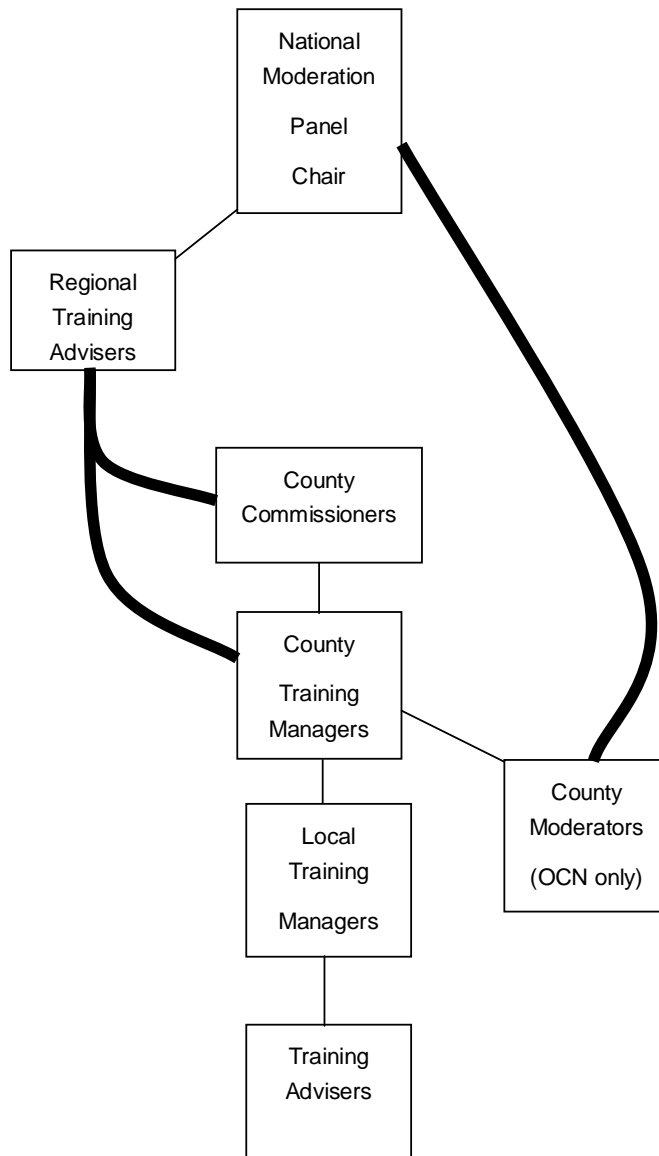 National
Moderation
Panel
Chair
Regional
Training
Advisers
County
Commissioners
County
Training
Managers
County
Moderators
(OCN only)
Local
Training
Managers
Training
Advisers